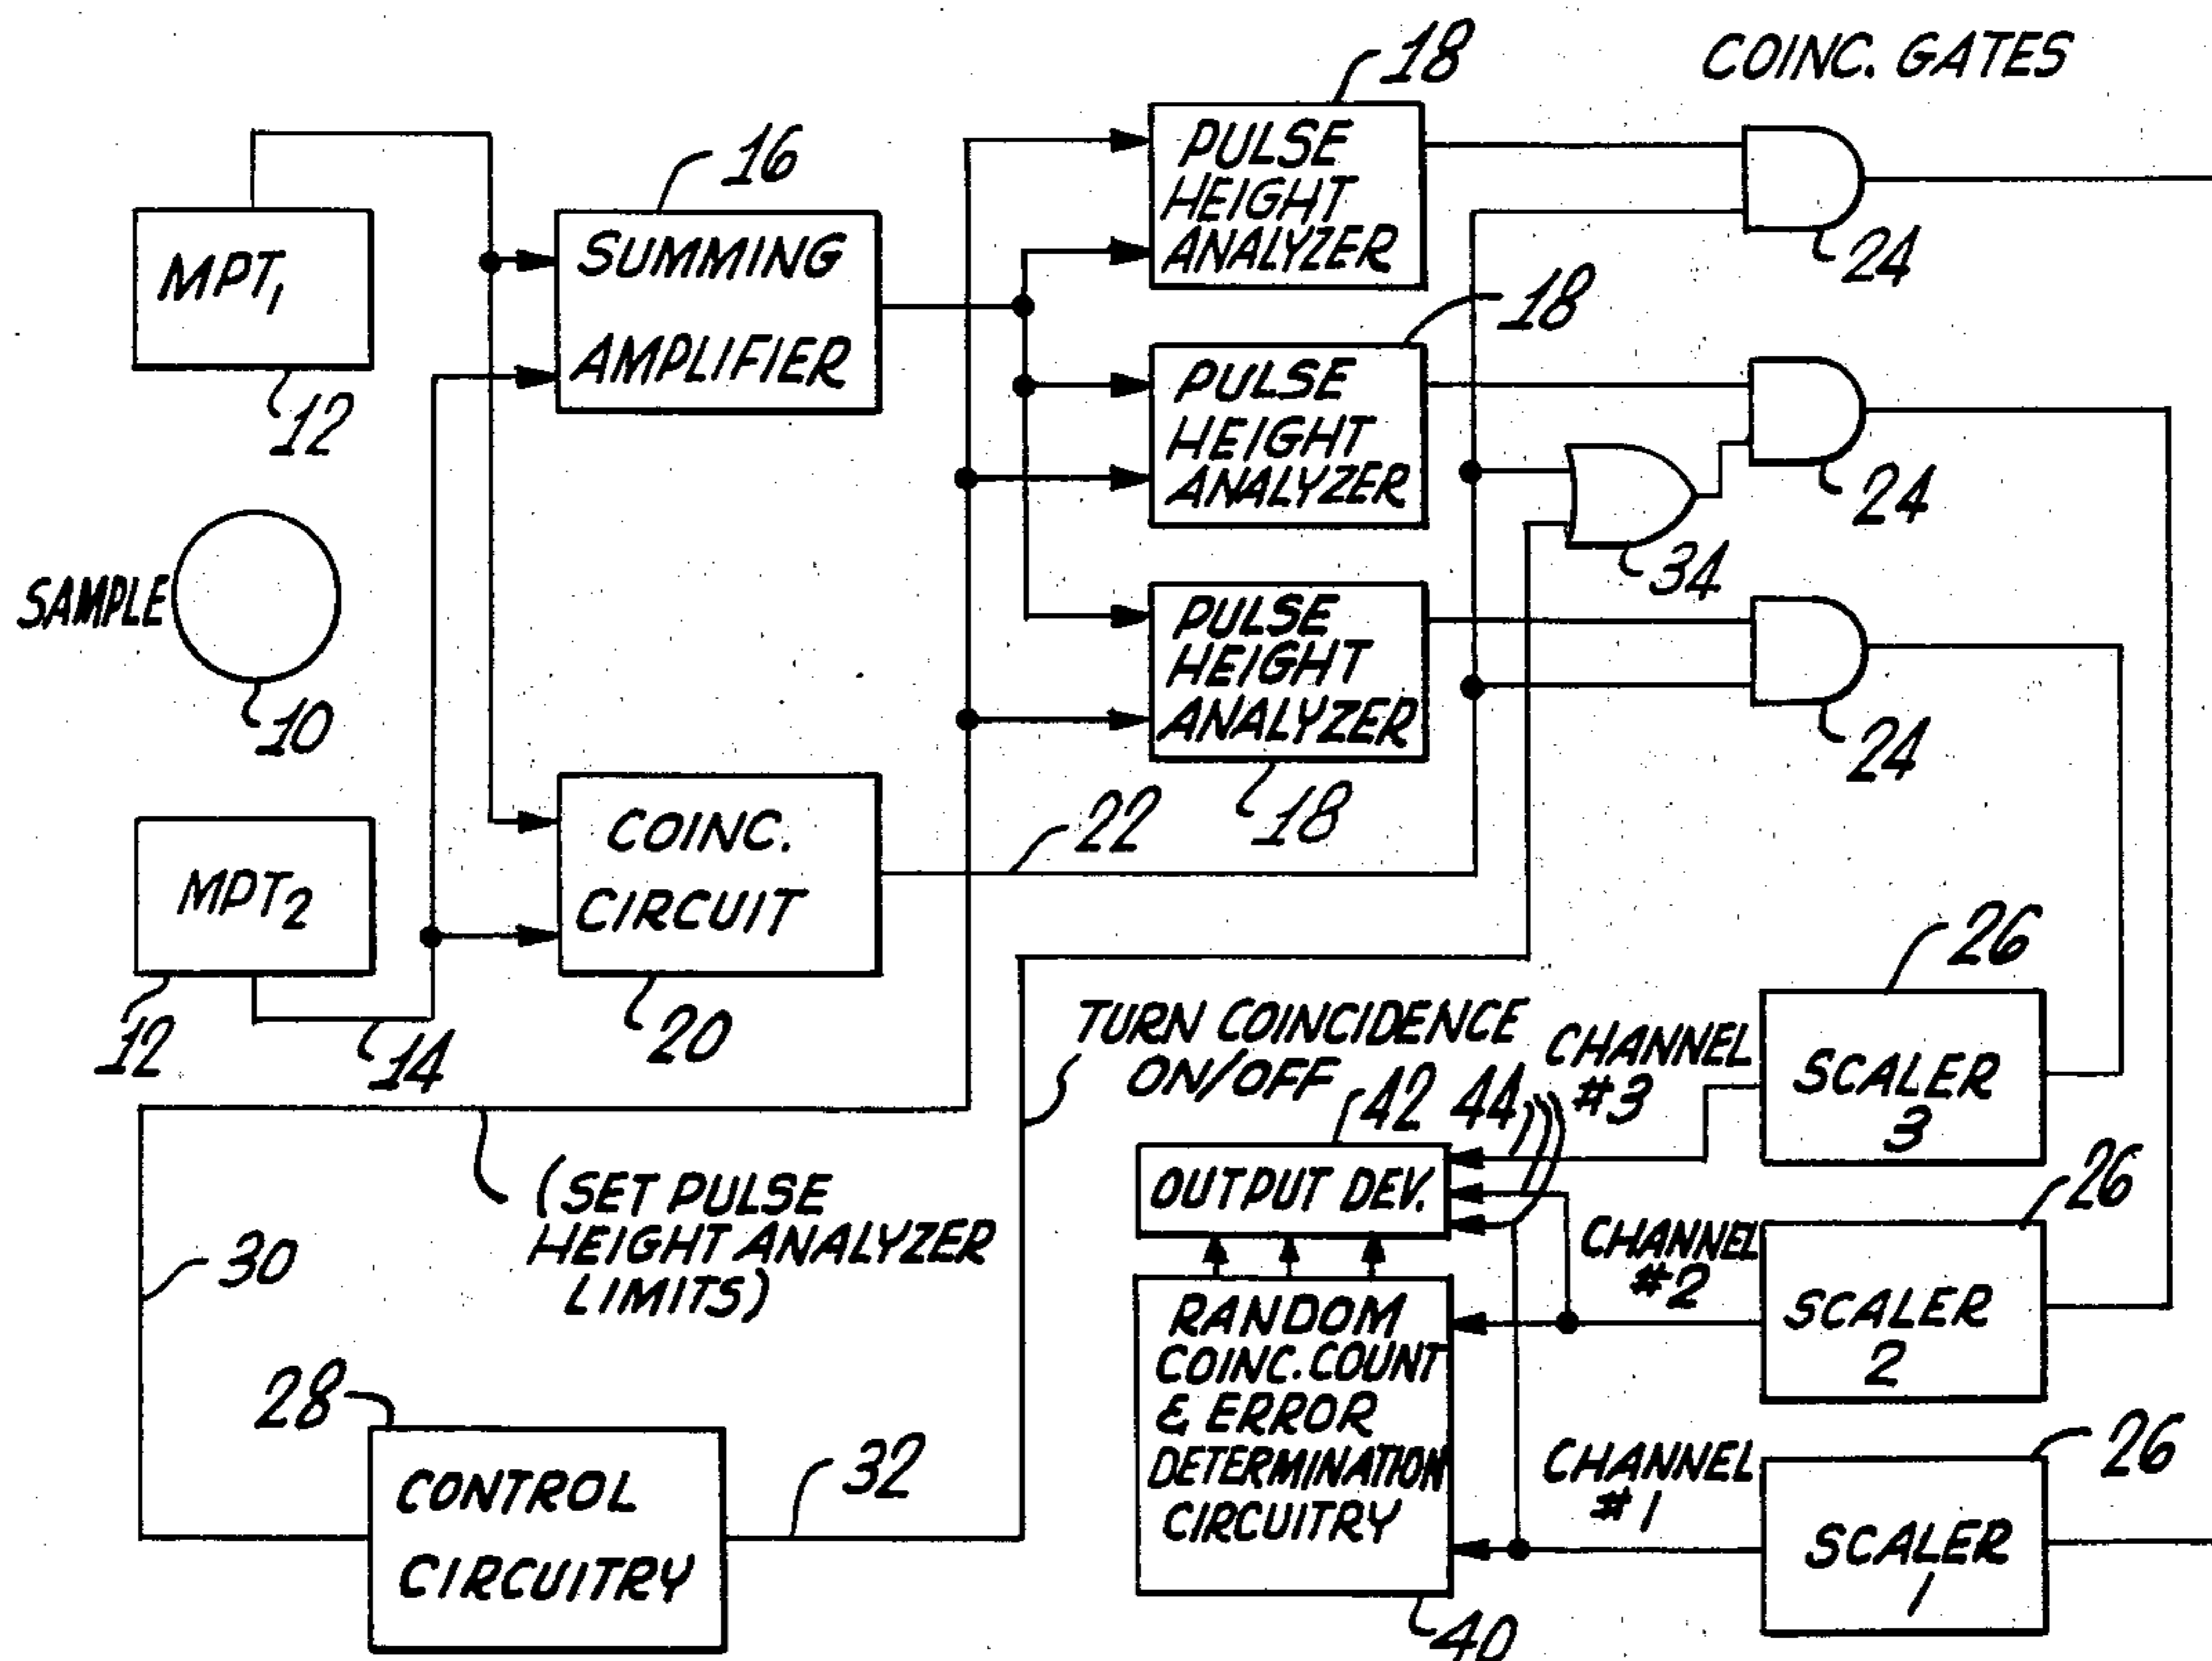 18
COINC. GATES
16
PULSE
HEIGHT
ANALYZER
MPT1
SUMMING
AMPLIFIER
24
18
12
PULSE
HEIGHT
ANALYZER
24
34
SAMPLE
10
PULSE
HEIGHT
ANALYZER
24
18
22
COINC.
CIRCUIT
MPT2
12
14
20
26
TURN COINCIDENCE
ON/OFF
CHANNEL
#3
SCALER
3
42
44
OUTPUT DEV.
26
(SET PULSE
HEIGHT ANALYZER
LIMITS)
30
CHANNEL
#2
SCALER
2
RANDOM
COINC. COUNT
& ERROR
DETERMINATION
CIRCUITRY
28
CONTROL
CIRCUITRY
32
26
CHANNEL
#1
SCALER
1
40